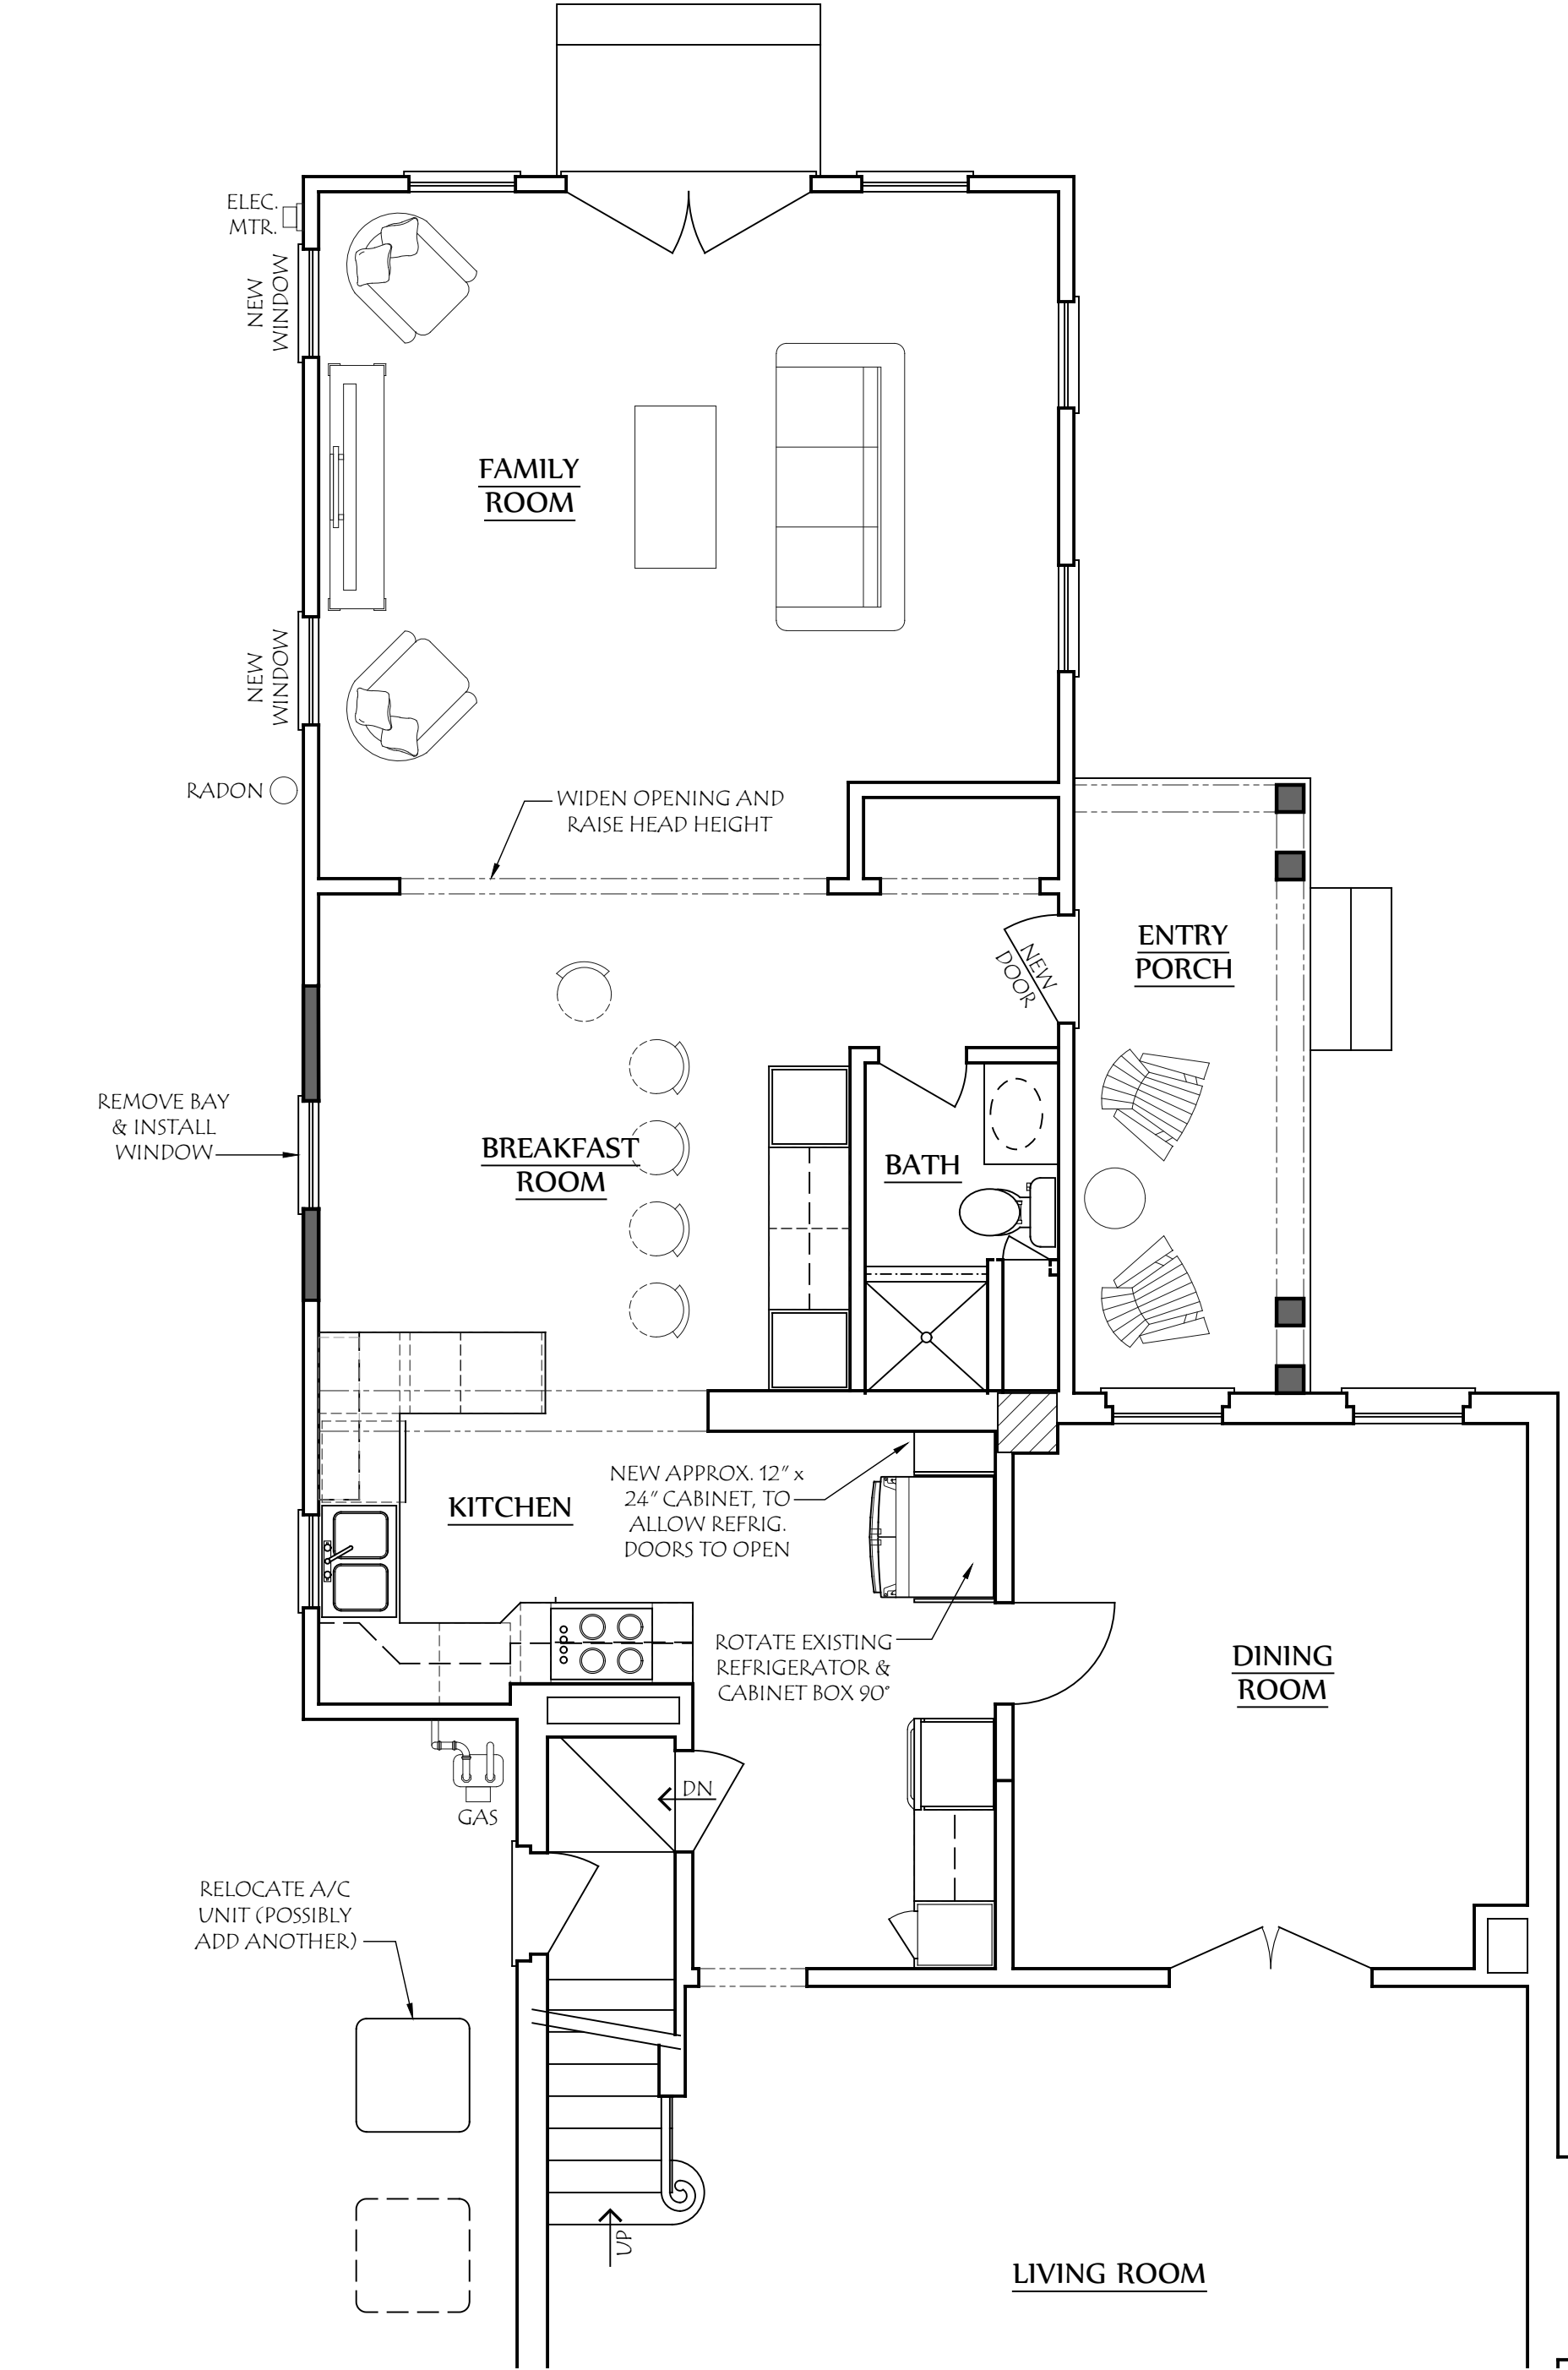 ELEC.
MTR.
NEW
WINDOW
FAMILY
ROOM
NEW
WINDOW
RADON
WIDEN OPENING AND
RAISE HEAD HEIGHT
ENTRY
PORCH
NEW
DOOR
REMOVE BAY
& INSTALL
WINDOW
BREAKFAST
ROOM
BATH
KITCHEN
NEW APPROX. 12" x
24" CABINET, TO
ALLOW REFRIG.
DOORS TO OPEN
ROTATE EXISTING
REFRIGERATOR &
CABINET BOX 90°
DINING
ROOM
DN
GAS
RELOCATE A/C
UNIT (POSSIBLY
ADD ANOTHER)
UP
LIVING ROOM